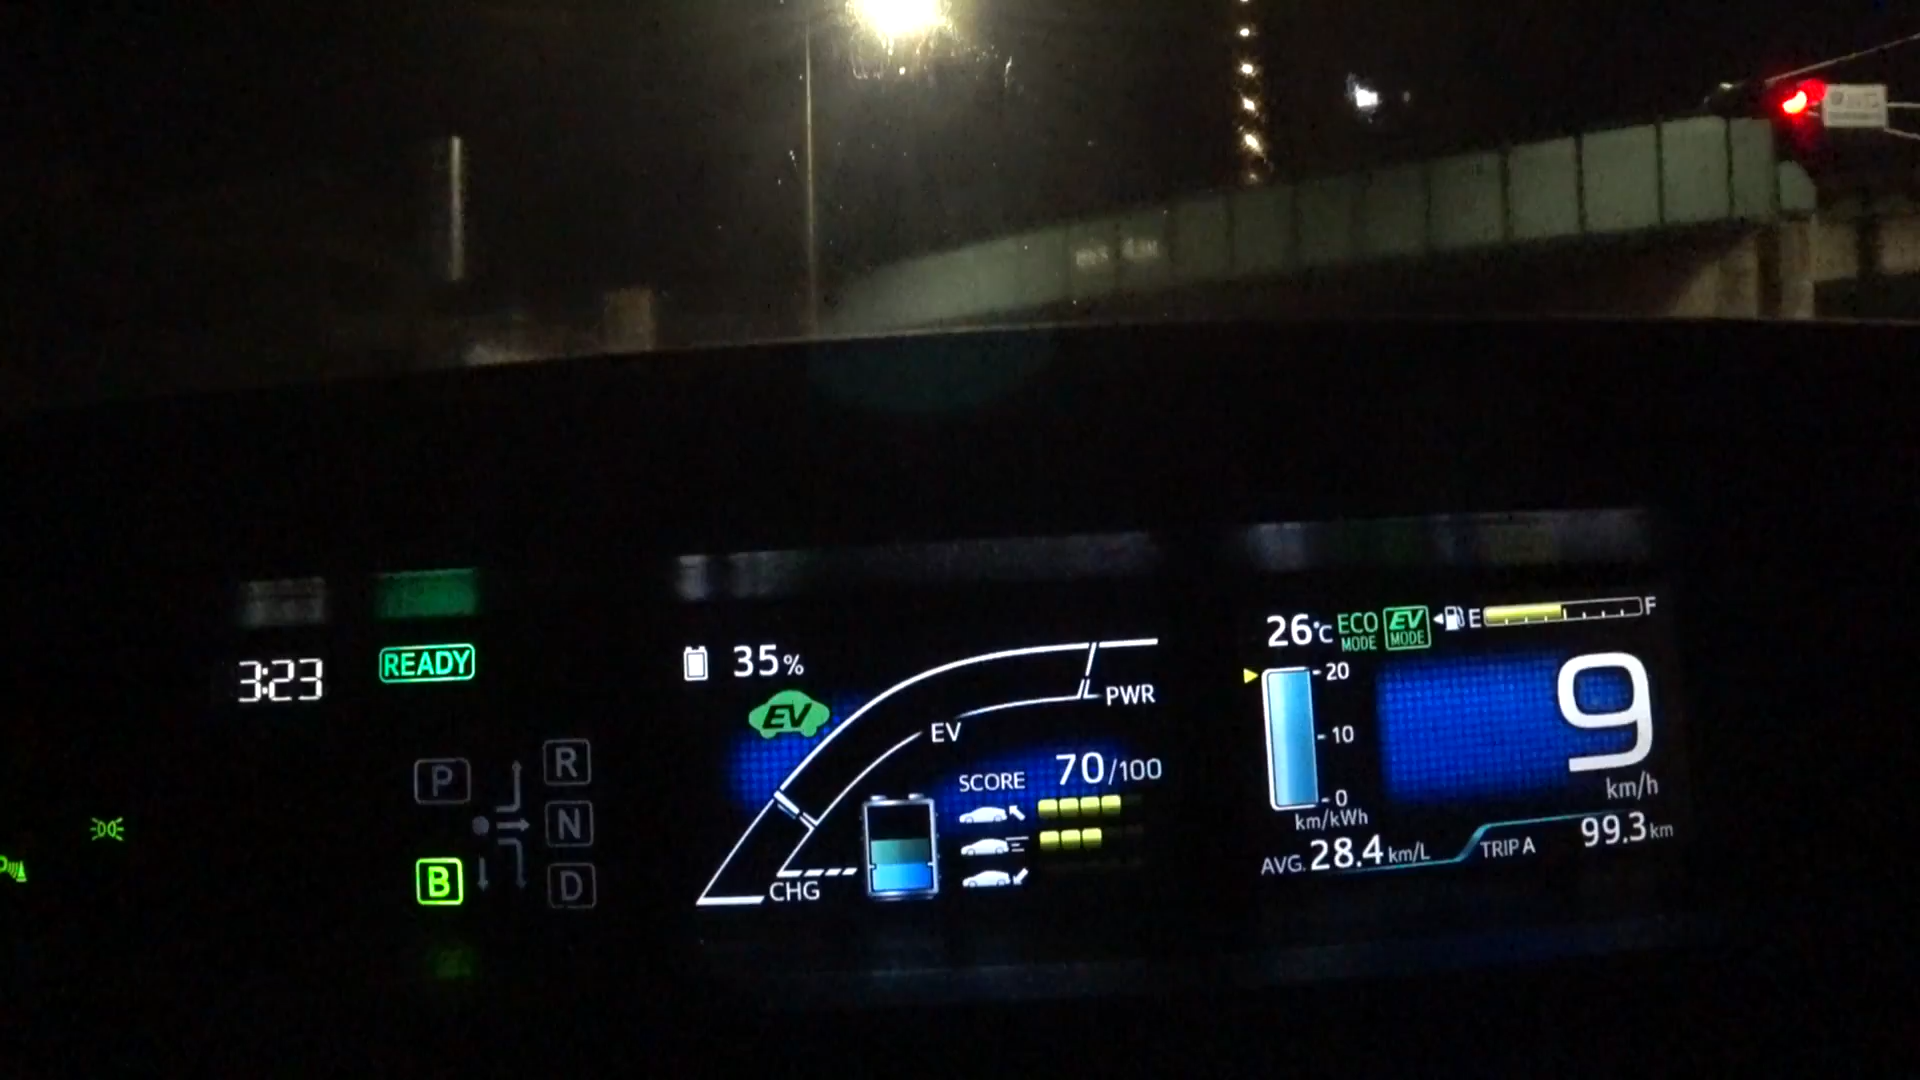 3:23
READY
P
R
N
B
D
35%
EV
PWR
EV
SCORE 70/100
CHG
26°C ECO MODE EV MODE E F
20
10
0
km/kWh
9
km/h
AVG. 28.4 km/L TRIP A 99.3 km